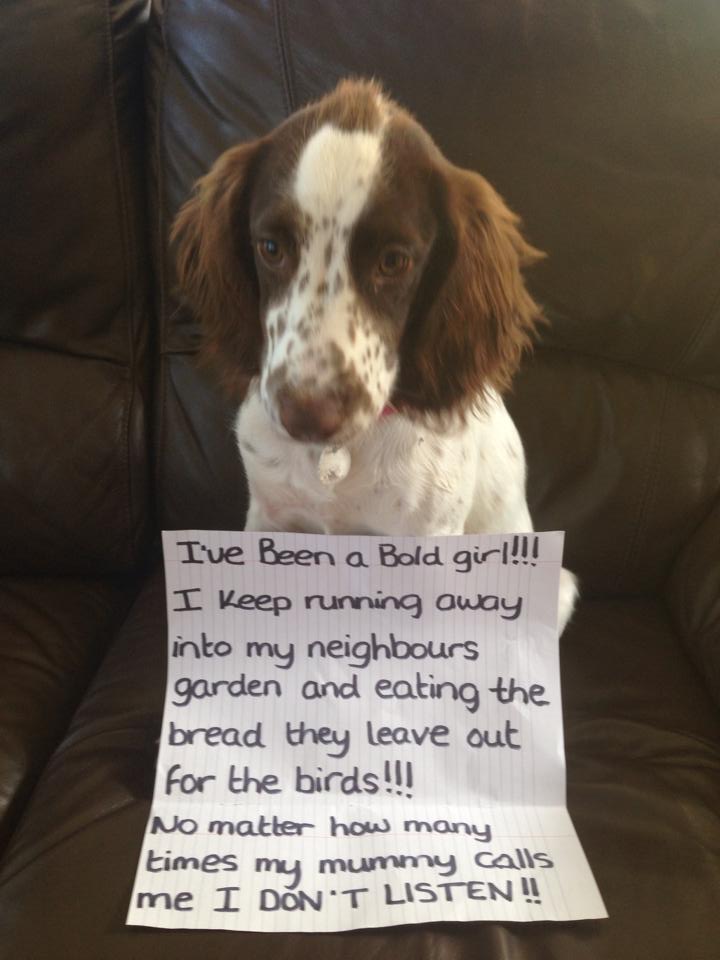 I've Been a Bold girl!!!
I Keep running away
into my neighbours
garden and eating the
bread they leave out
for the birds!!!
No matter how many
times my mummy calls
me I DON'T LISTEN!!